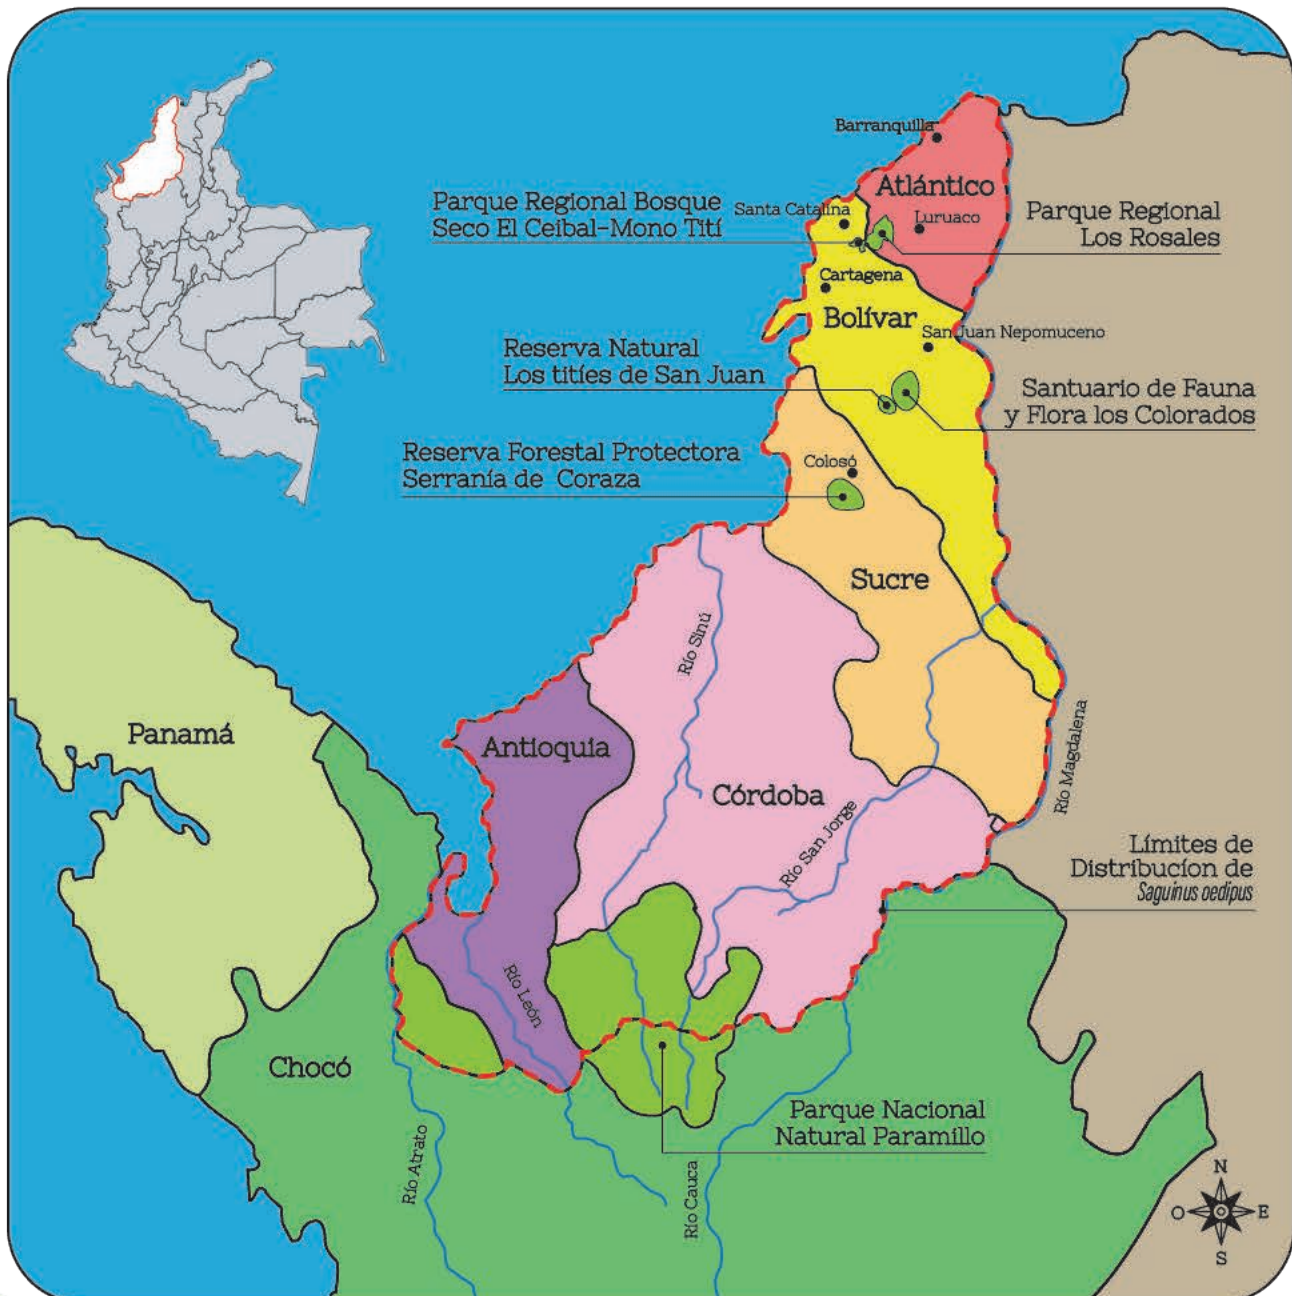 Barranquilla
Atlántico
Parque Regional Bosque
Seco El Ceibal-Mono Tití
Santa Catalina
Luruaco
Parque Regional
Los Rosales
Cartagena
Bolívar
San Juan Nepomuceno
Reserva Natural
Los titíes de San Juan
Santuario de Fauna
y Flora los Colorados
Reserva Forestal Protectora
Serranía de Coraza
Colosó
Sucre
Río Sinú
Panamá
Antioquia
Córdoba
Río Magdalena
Río San Jorge
Límites de
Distribucíon de
Saguinus oedipus
Río León
Chocó
Parque Nacional
Natural Paramillo
Río Atrato
Río Cauca
N
O
E
S